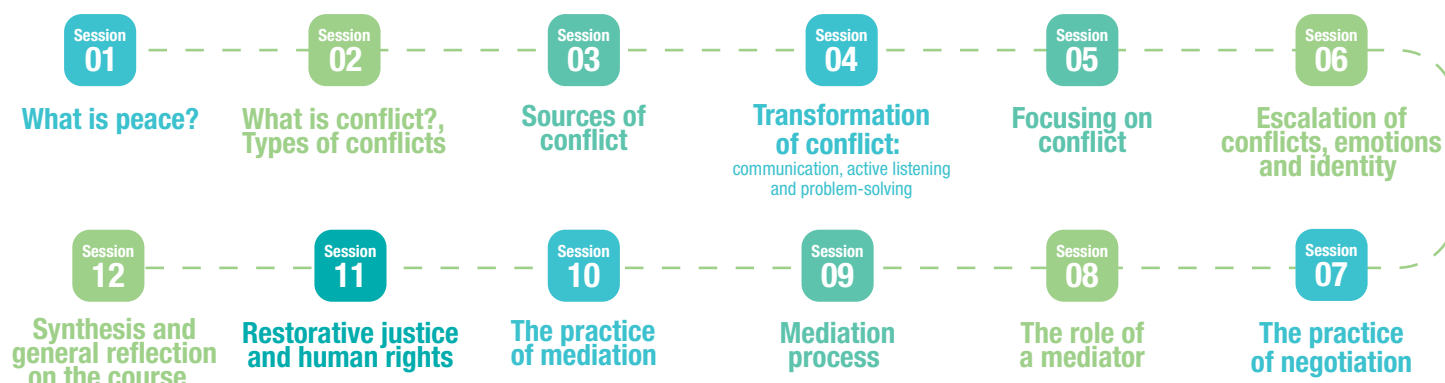 Session
01
What is peace?
Session
02
What is conflict?,
Types of conflicts
Session
03
Sources of
conflict
Session
04
Transformation
of conflict:
communication, active listening
and problem-solving
Session
05
Focusing on
conflict
Session
06
Escalation of
conflicts, emotions
and identity
Session
07
The practice
of negotiation
Session
08
The role of
a mediator
Session
09
Mediation
process
Session
10
The practice
of mediation
Session
11
Restorative justice
and human rights
Session
12
Synthesis and
general reflection
on the course